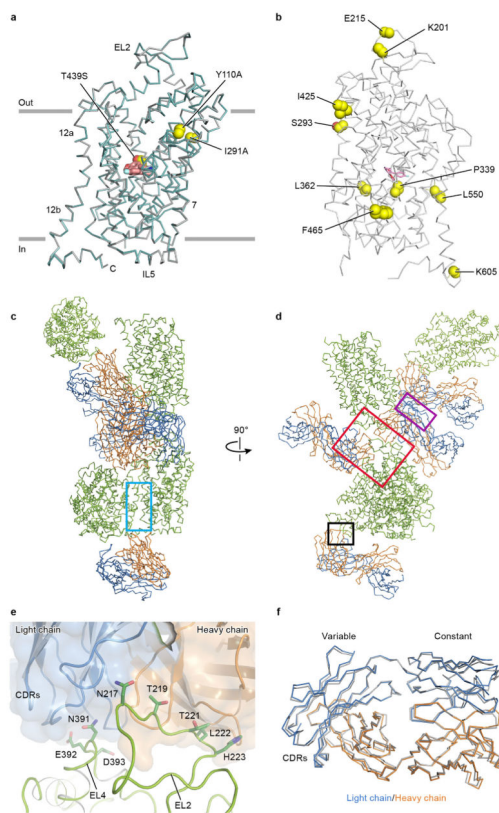 a
EL2
T439S
Y110A
Out
I291A
12a
12b
7
In
C
IL5
b
E215
K201
I425
S293
P339
L362
L550
F465
K605
c
90°
d
e
Light chain
Heavy chain
CDRs
N217
T219
N391
T221
L222
E392
D393
H223
EL4
EL2
f
Variable
Constant
CDRs
Light chain/Heavy chain